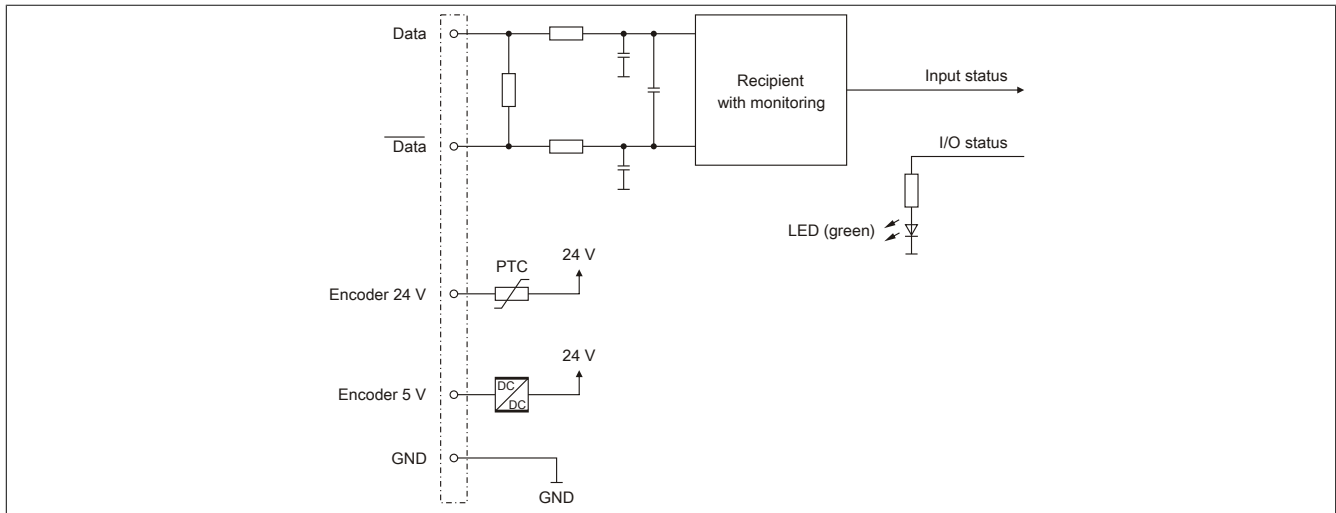 Data
Recipient
with monitoring
Input status
Data
I/O status
LED (green)
24 V
PTC
Encoder 24 V
24 V
Encoder 5 V
DC
DC
GND
GND